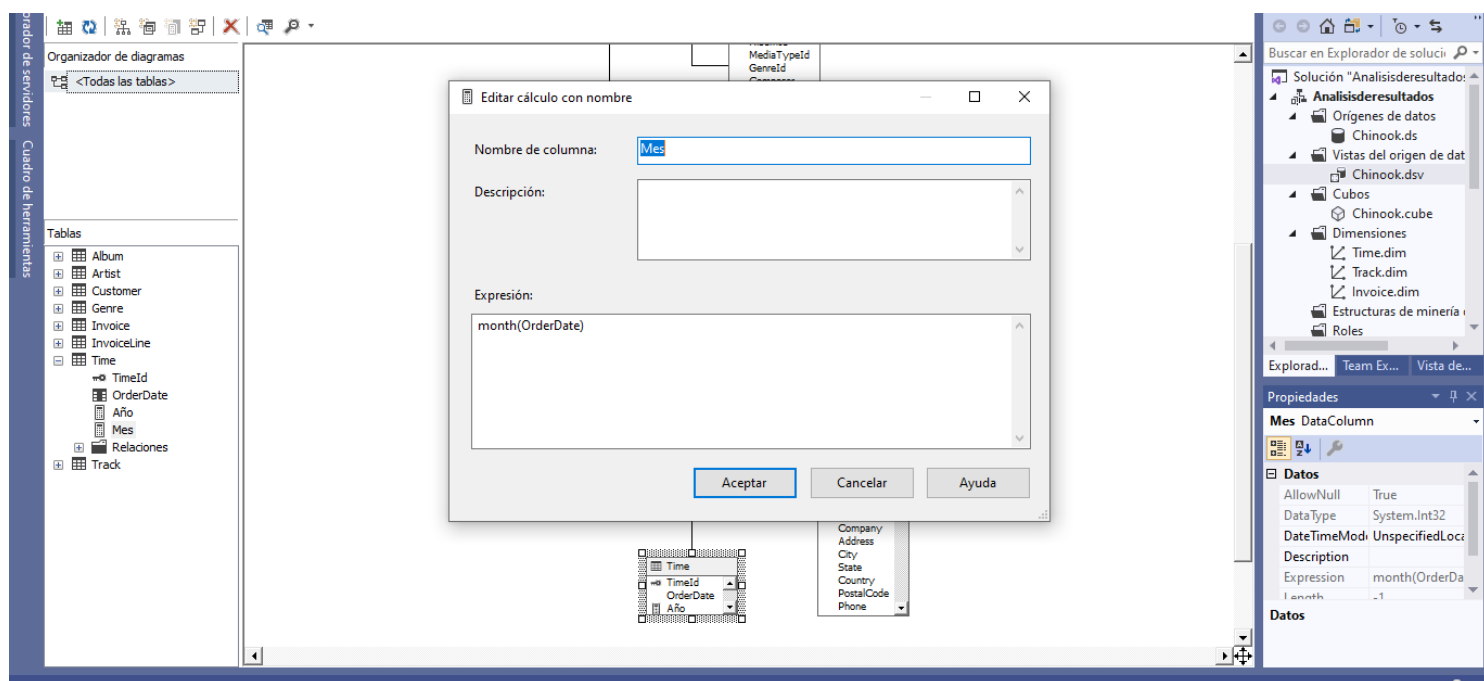 orador de servidores
Cuadro de herramientas
Organizador de diagramas
<Todas las tablas>
Tablas
Album
Artist
Customer
Genre
Invoice
InvoiceLine
Time
TimeId
OrderDate
Año
Mes
Relaciones
Track
MediaTypeId
GenreId
Editar cálculo con nombre
Nombre de columna:
Mes
Descripción:
Expresión:
month(OrderDate)
Aceptar
Cancelar
Ayuda
Time
TimeId
OrderDate
Año
Company
Address
City
State
Country
PostalCode
Phone
Buscar en Explorador de soluci
Solución "Analisisderesultados
Analisisderesultados
Orígenes de datos
Chinook.ds
Vistas del origen de dat
Chinook.dsv
Cubos
Chinook.cube
Dimensiones
Time.dim
Track.dim
Invoice.dim
Estructuras de minería
Roles
Explorad... Team Ex... Vista de...
Propiedades
Mes DataColumn
Datos
AllowNull True
DataType System.Int32
DateTimeMode UnspecifiedLoca
Description
Expression month(OrderDa
Length -1
Datos